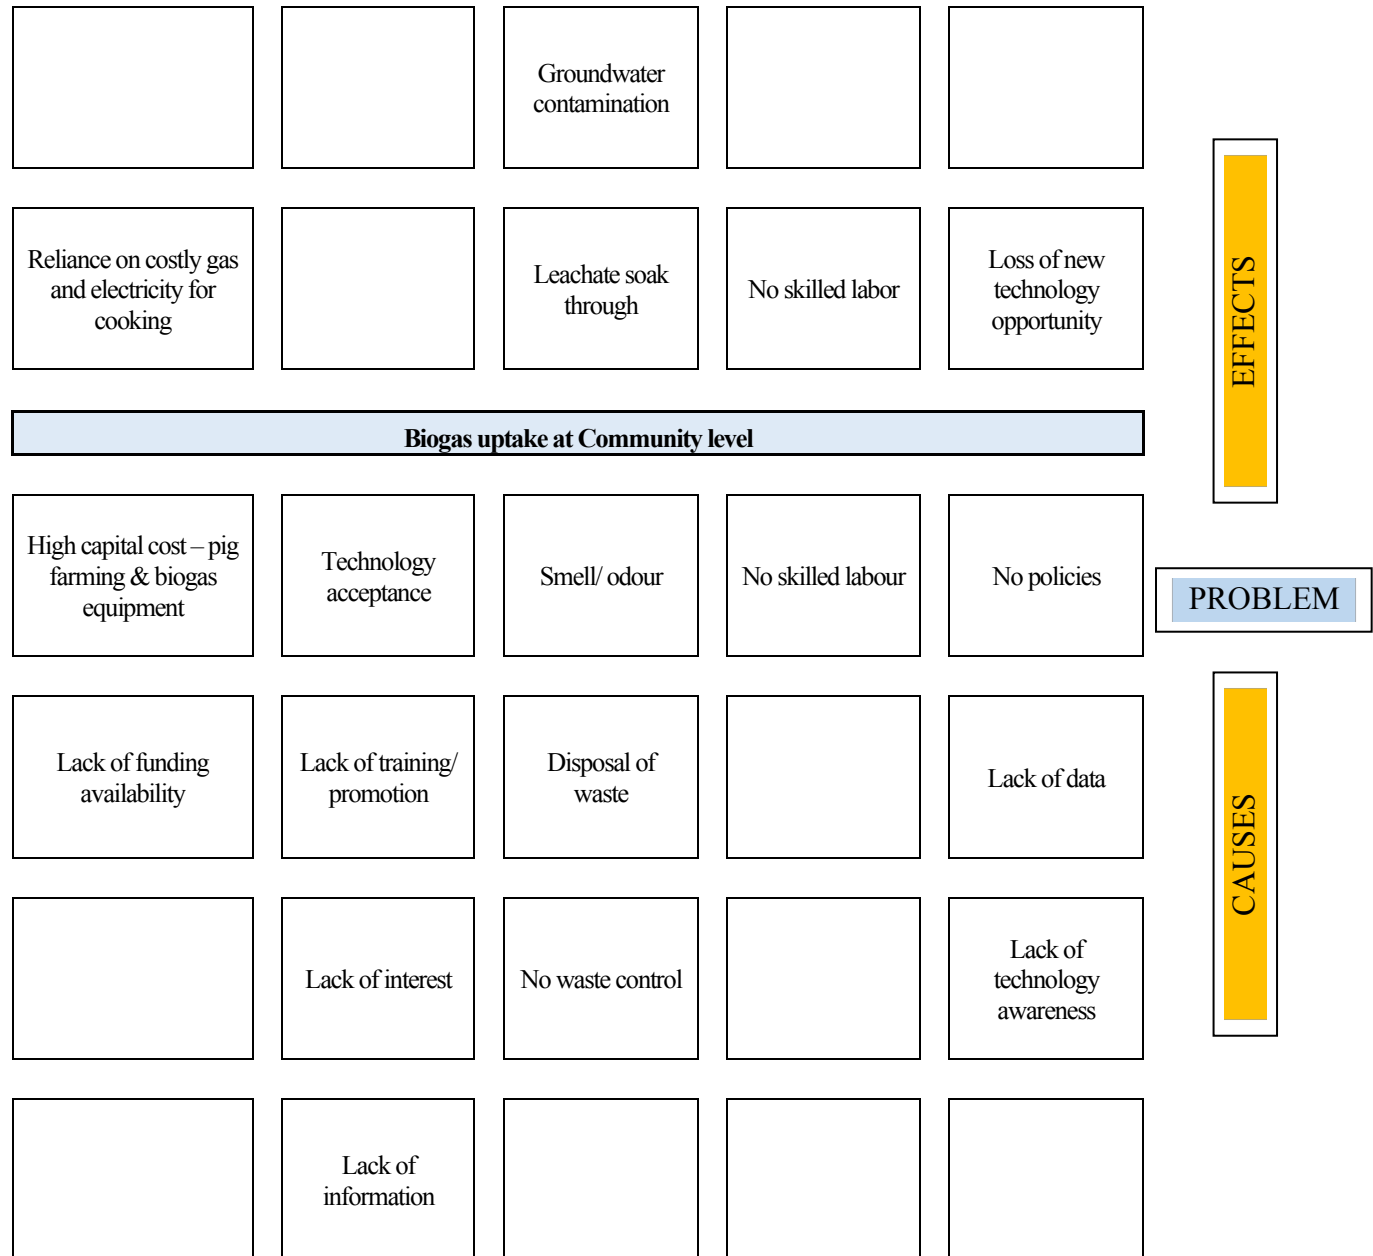 Groundwater
contamination
Reliance on costly gas
and electricity for
cooking
Leachate soak
through
No skilled labor
Loss of new
technology
opportunity
EFFECTS
Biogas uptake at Community level
High capital cost – pig
farming & biogas
equipment
Technology
acceptance
Smell/ odour
No skilled labour
No policies
PROBLEM
Lack of funding
availability
Lack of training/
promotion
Disposal of
waste
Lack of data
CAUSES
Lack of interest
No waste control
Lack of
technology
awareness
Lack of
information